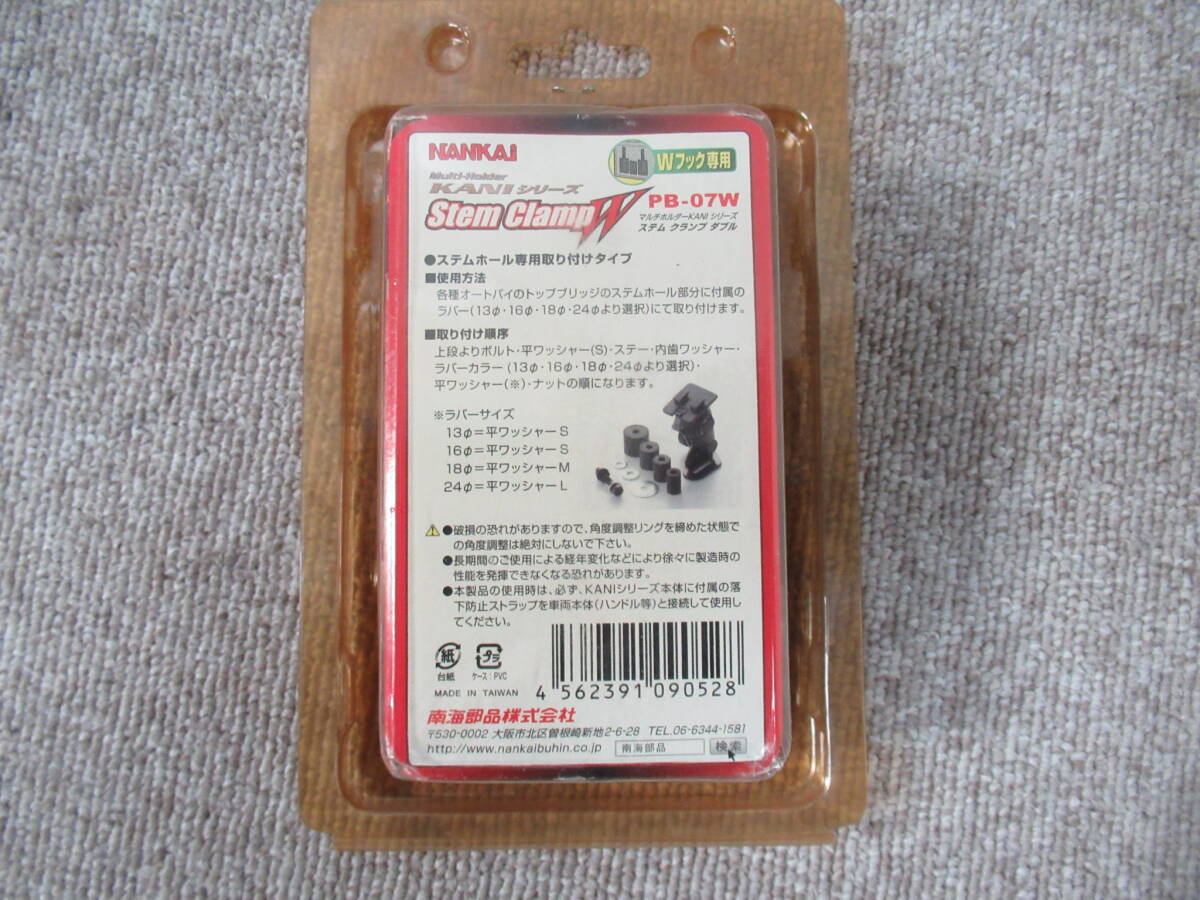 NANKAI
Wフック専用
Multi-Holder
KANIシリーズ
Stem Clamp W
PB-07W
マルチホルダーKANIシリーズ
ステム クランプ ダブル
●ステムホール専用取り付けタイプ
■使用方法
各種オートバイのトップブリッジのステムホール部分に付属の
ラバー(13φ・16φ・18φ・24φより選択)にて取り付けます。
■取り付け順序
上段よりボルト・平ワッシャー(S)・ステー・内歯ワッシャー・
ラバーカラー(13φ・16φ・18φ・24φより選択)・
平ワッシャー(※)・ナットの順になります。
※ラバーサイズ
13φ=平ワッシャーS
16φ=平ワッシャーS
18φ=平ワッシャーM
24φ=平ワッシャーL
●破損の恐れがありますので、角度調整リングを締めた状態で
の角度調整は絶対にしないで下さい。
●長期間のご使用による経年変化などにより徐々に製造時の
性能を発揮できなくなる恐れがあります。
●本製品の使用時は、必ず、KANIシリーズ本体に付属の落
下防止ストラップを車両本体(ハンドル等)と接続して使用し
てください。
紙
台紙
プラ
ケース:PVC
MADE IN TAIWAN
4 562391 090528
南海部品株式会社
〒530-0002 大阪市北区曽根崎新地2-6-28 TEL.06-6344-1581
http://www.nankaibuhin.co.jp
南海部品
検索